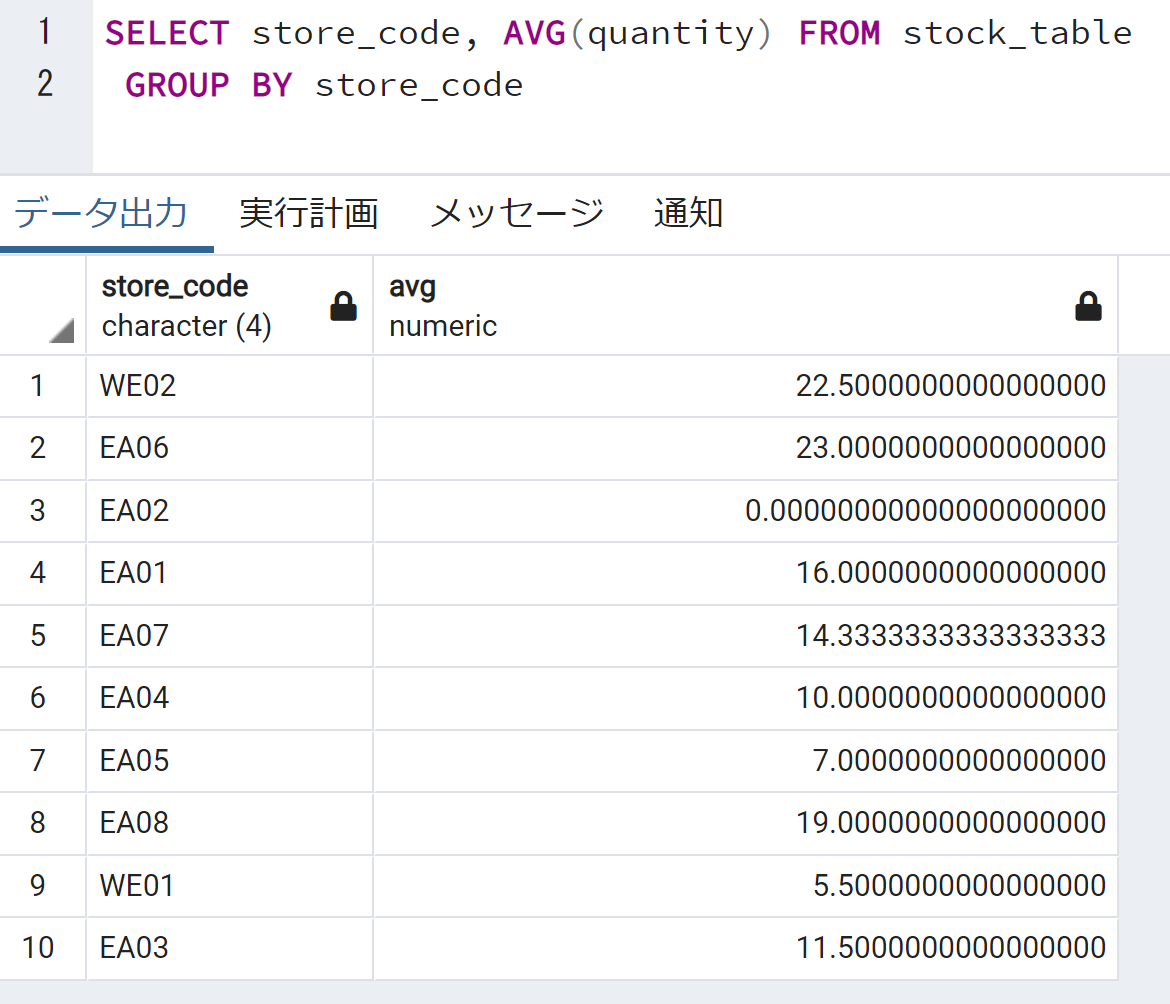 1 SELECT store_code, AVG(quantity) FROM stock_table
2 GROUP BY store_code
データ出力 実行計画 メッセージ 通知
store_code avg
character (4) numeric
1 WE02 22.5000000000000000
2 EA06 23.0000000000000000
3 EA02 0.00000000000000000000
4 EA01 16.0000000000000000
5 EA07 14.3333333333333333
6 EA04 10.0000000000000000
7 EA05 7.0000000000000000
8 EA08 19.0000000000000000
9 WE01 5.5000000000000000
10 EA03 11.5000000000000000